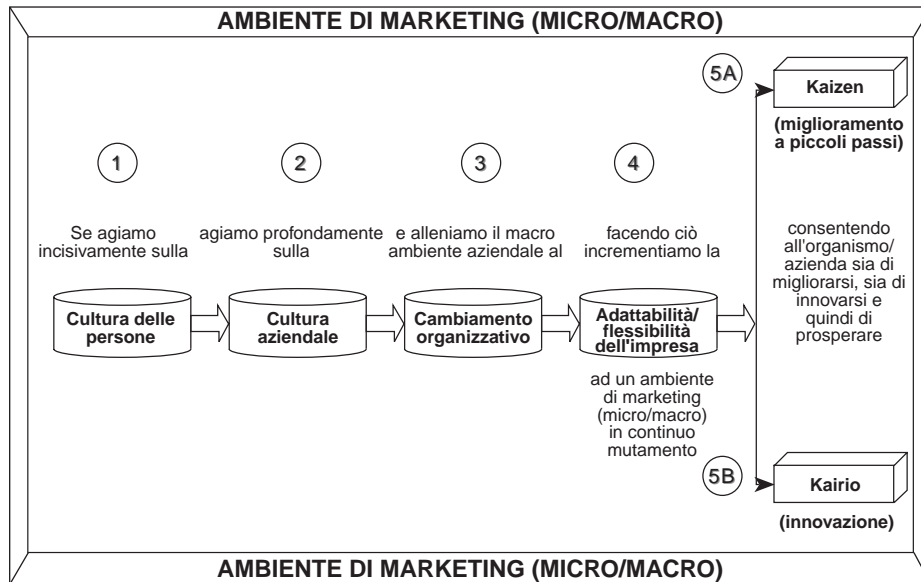 AMBIENTE DI MARKETING (MICRO/MACRO)
1
Se agiamo
incisivamente sulla
Cultura delle
persone
2
agiamo profondamente
sulla
Cultura
aziendale
3
e alleniamo il macro
ambiente aziendale al
Cambiamento
organizzativo
4
facendo ciò
incrementiamo la
Adattabilità/
flessibilità
dell'impresa
ad un ambiente
di marketing
(micro/macro)
in continuo
mutamento
5A
Kaizen
(miglioramento
a piccoli passi)
consentendo
all'organismo/
azienda sia di
migliorarsi, sia di
innovarsi e
quindi di
prosperare
5B
Kairio
(innovazione)
AMBIENTE DI MARKETING (MICRO/MACRO)